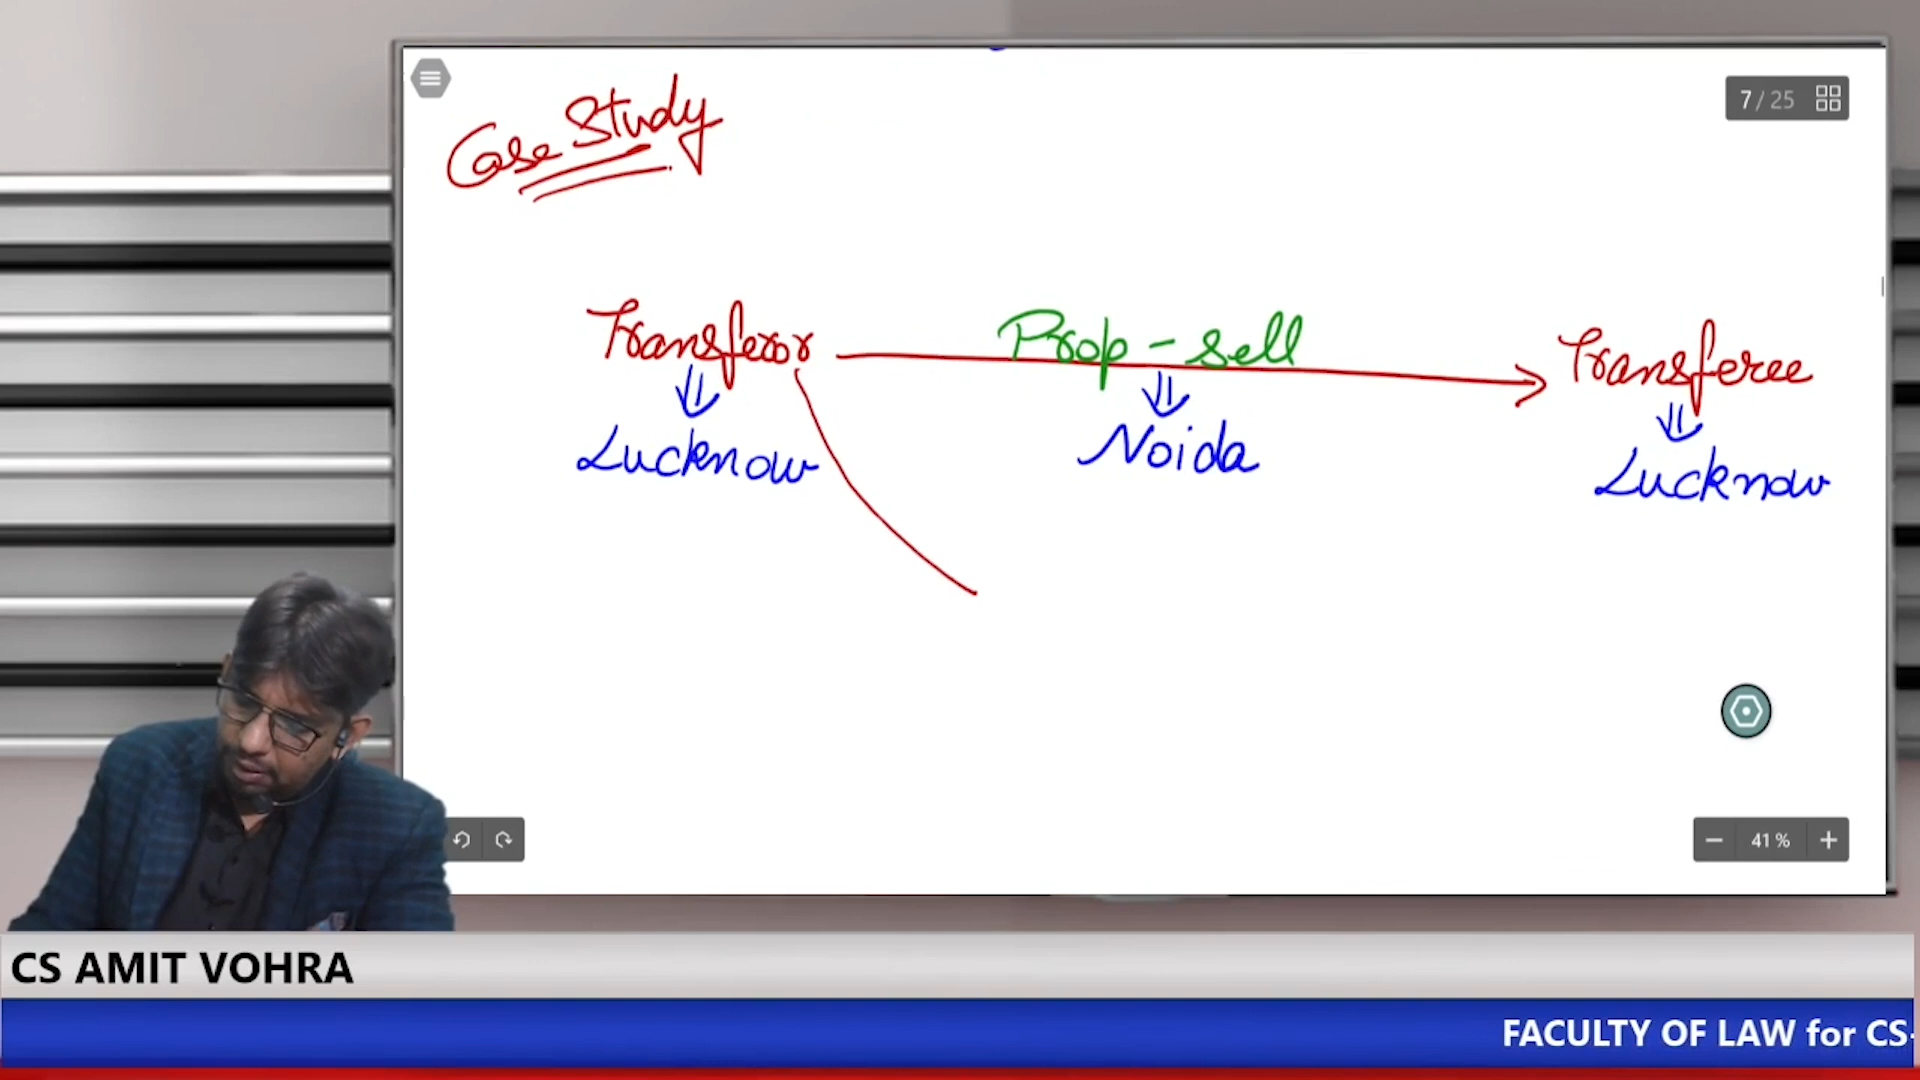 Case Study
7 / 25
Transferor
Prop - sell
Transferee
Lucknow
Noida
Lucknow
41 %
CS AMIT VOHRA
FACULTY OF LAW for CS-